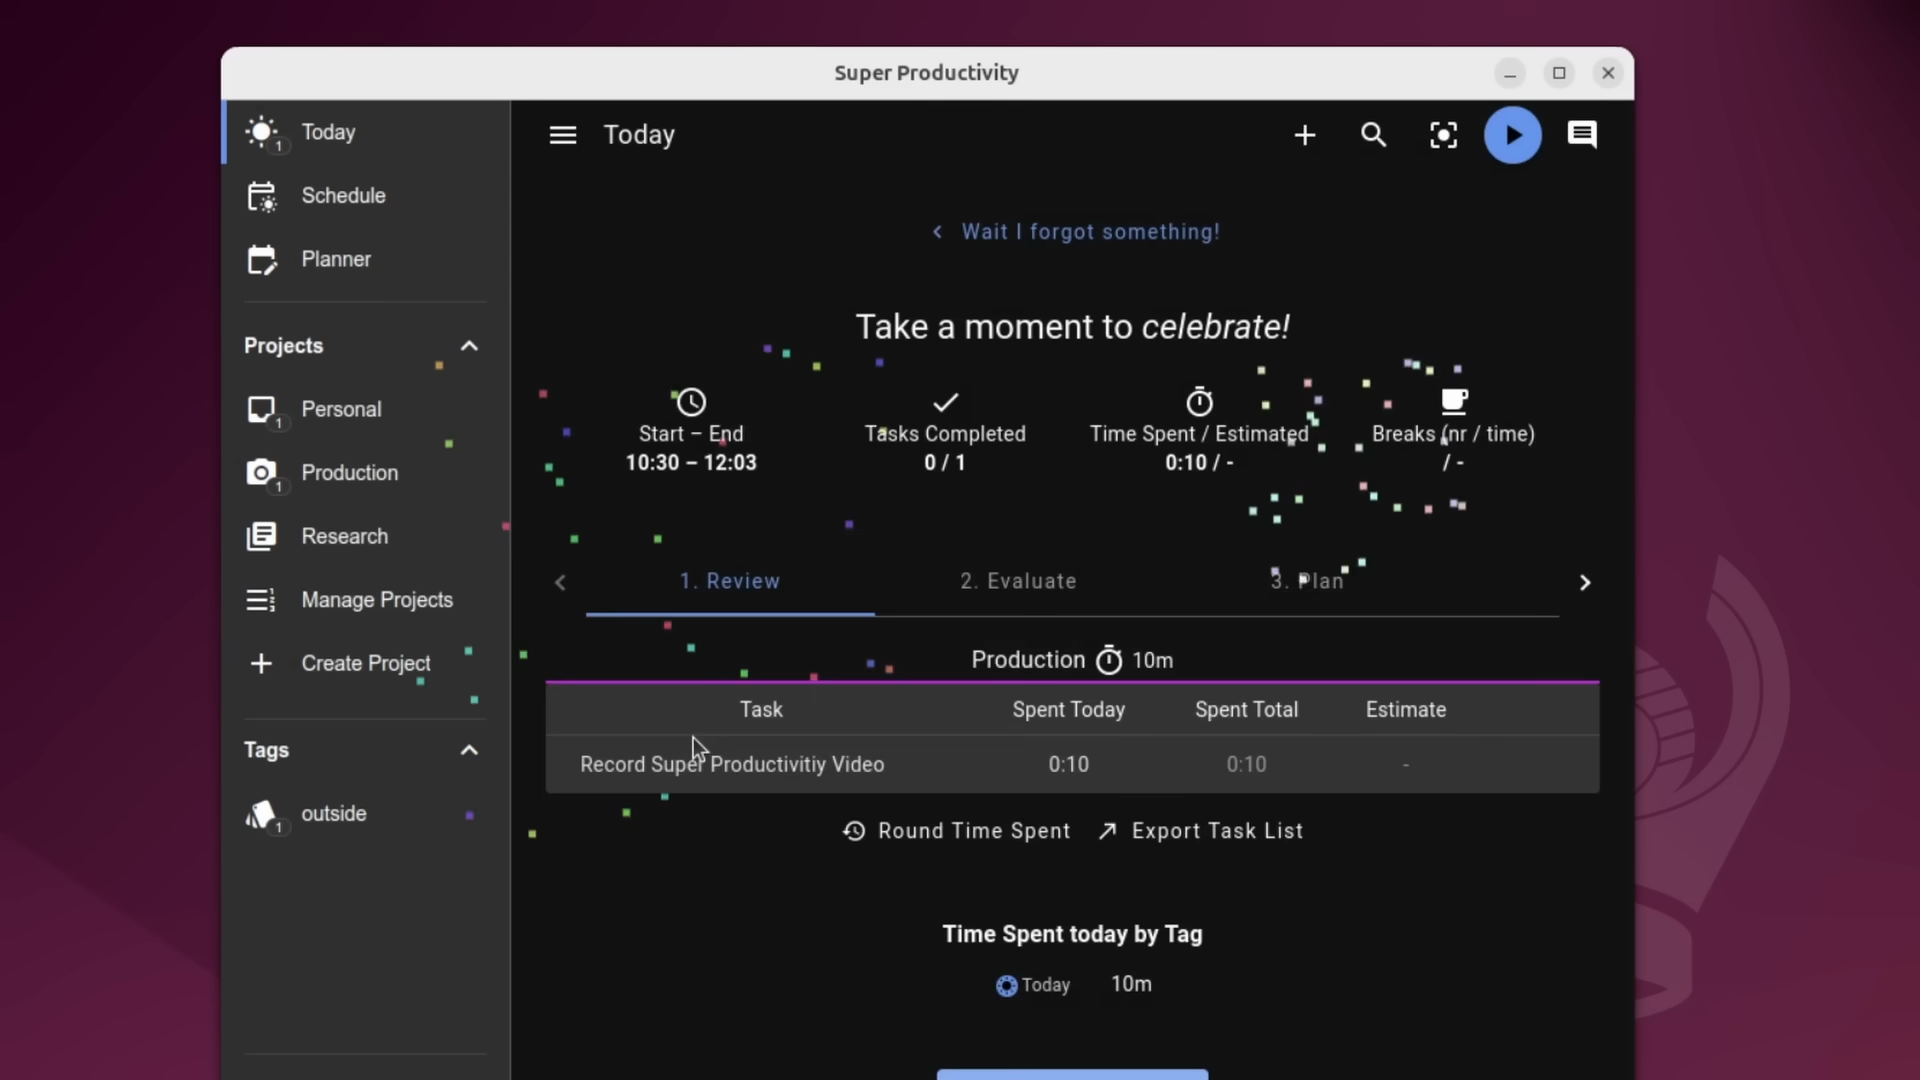 Super Productivity
1
Today
Schedule
Planner
Projects
1
Personal
1
Production
Research
Manage Projects
Create Project
Tags
1
outside
Today
Wait I forgot something!
Take a moment to celebrate!
Start – End
10:30 – 12:03
Tasks Completed
0 / 1
Time Spent / Estimated
0:10 / -
Breaks (nr / time)
/ -
1. Review
2. Evaluate
3. Plan
Production 10m
Task Spent Today Spent Total Estimate
Record Super Productivitiy Video 0:10 0:10 -
Round Time Spent
Export Task List
Time Spent today by Tag
Today 10m